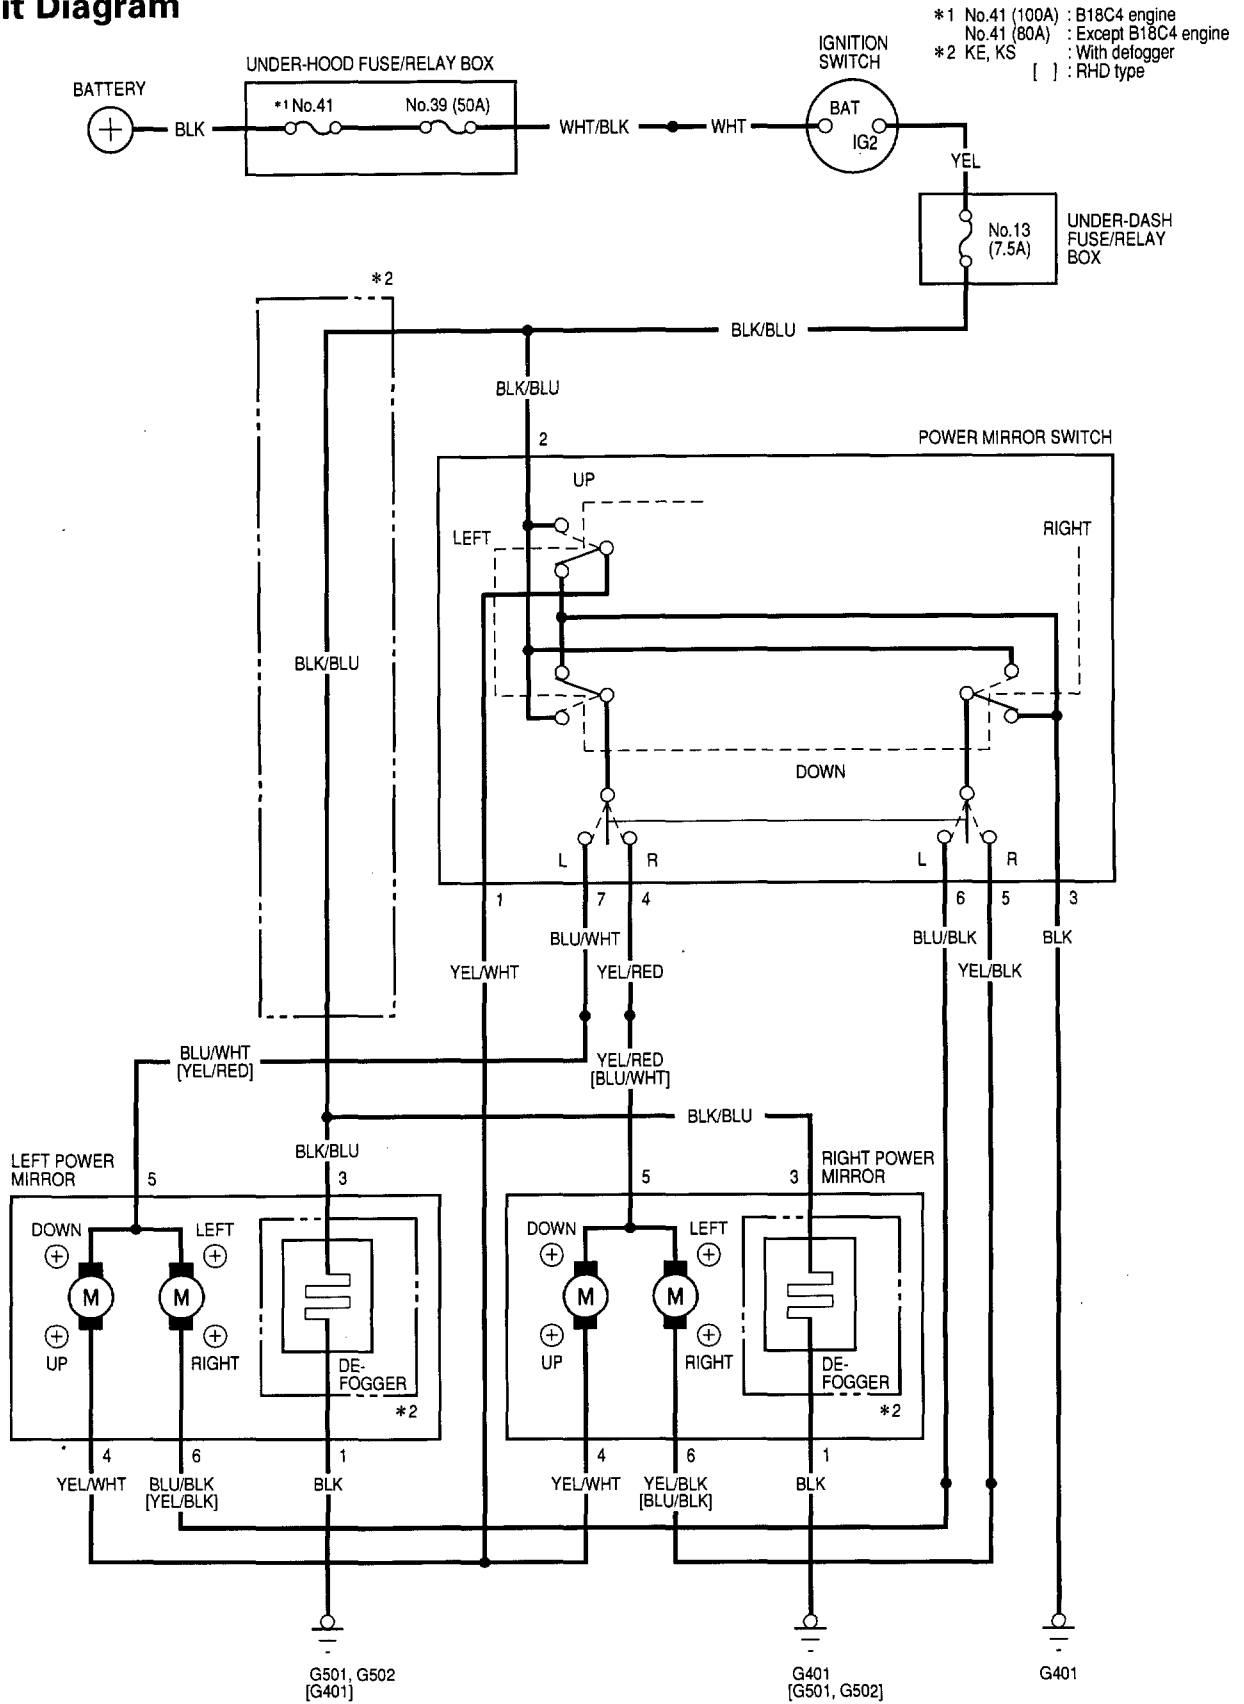 it Diagram
*1 No.41 (100A) : B18C4 engine
No.41 (80A) : Except B18C4 engine
*2 KE, KS : With defogger
[ ] : RHD type
IGNITION
SWITCH
UNDER-HOOD FUSE/RELAY BOX
BATTERY
*1 No.41
No.39 (50A)
BAT
BLK
WHT/BLK
WHT
IG2
YEL
UNDER-DASH
FUSE/RELAY
BOX
No.13
(7.5A)
*2
BLK/BLU
BLK/BLU
2
POWER MIRROR SWITCH
UP
LEFT
RIGHT
BLK/BLU
DOWN
L
R
L
R
1
7
4
6
5
3
BLU/WHT
BLU/BLK
BLK
YEL/WHT
YEL/RED
YEL/BLK
BLU/WHT
[YEL/RED]
YEL/RED
[BLU/WHT]
BLK/BLU
BLK/BLU
LEFT POWER
MIRROR
5
3
5
3
RIGHT POWER
MIRROR
DOWN
LEFT
DOWN
LEFT
+
+
+
+
M
M
M
M
+
+
+
+
UP
RIGHT
DE-
FOGGER
UP
RIGHT
DE-
FOGGER
*2
*2
4
6
1
4
6
1
YEL/WHT
BLU/BLK
[YEL/BLK]
BLK
YEL/WHT
YEL/BLK
[BLU/BLK]
BLK
G501, G502
[G401]
G401
[G501, G502]
G401